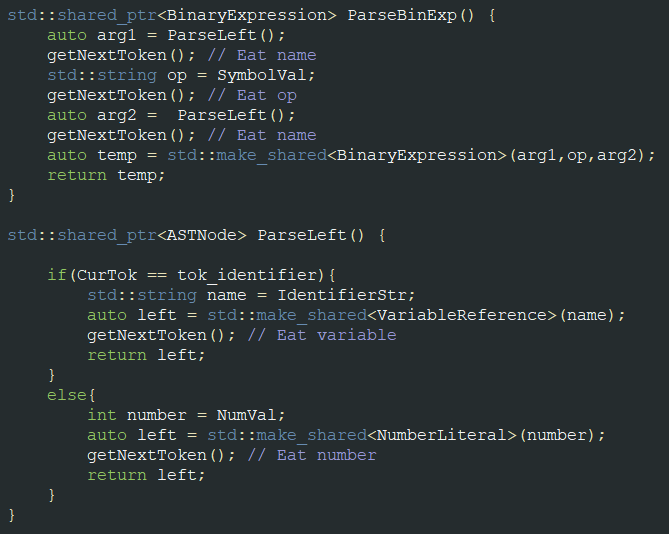 std::shared_ptr<BinaryExpression> ParseBinExp() {
    auto arg1 = ParseLeft();
    getNextToken(); // Eat name
    std::string op = SymbolVal;
    getNextToken(); // Eat op
    auto arg2 =  ParseLeft();
    getNextToken(); // Eat name
    auto temp = std::make_shared<BinaryExpression>(arg1,op,arg2);
    return temp;
}

std::shared_ptr<ASTNode> ParseLeft() {

    if(CurTok == tok_identifier){
        std::string name = IdentifierStr;
        auto left = std::make_shared<VariableReference>(name);
        getNextToken(); // Eat variable
        return left;
    }
    else{
        int number = NumVal;
        auto left = std::make_shared<NumberLiteral>(number);
        getNextToken(); // Eat number
        return left;
    }
}